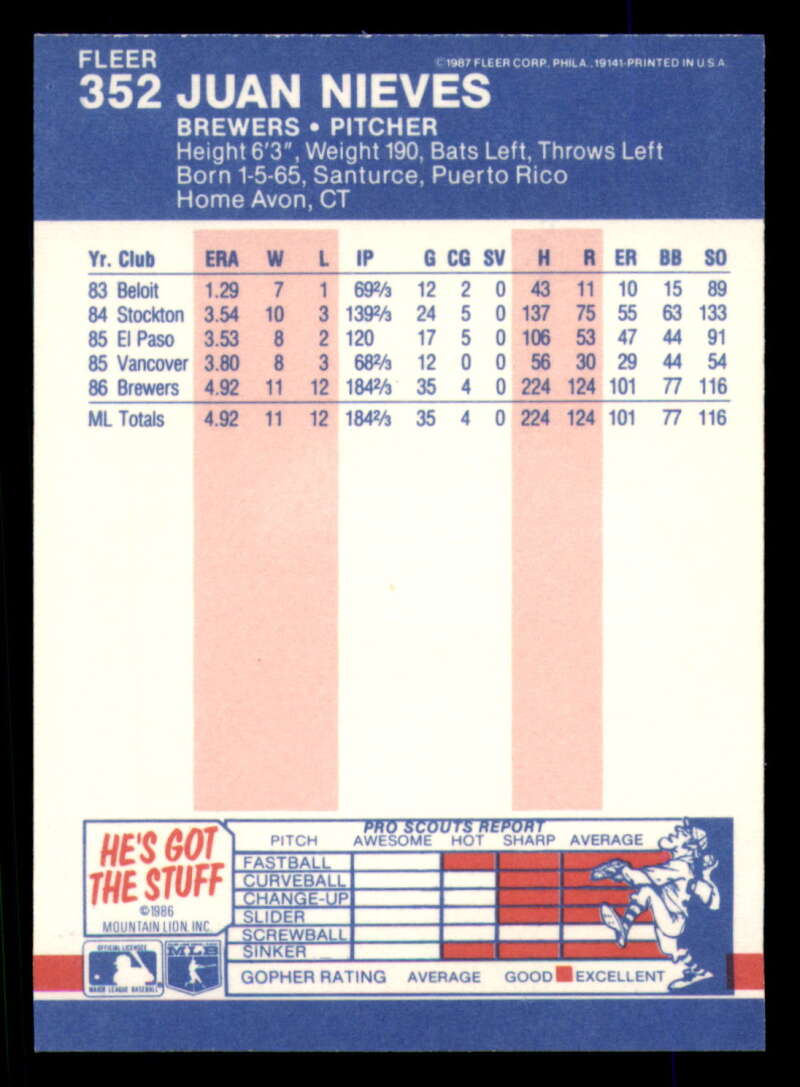 FLEER
©1987 FLEER CORP. PHILA., 19141-PRINTED IN U.S.A.
352 JUAN NIEVES
BREWERS • PITCHER
Height 6'3", Weight 190, Bats Left, Throws Left
Born 1-5-65, Santurce, Puerto Rico
Home Avon, CT
Yr. Club ERA W L IP G CG SV H R ER BB SO
83 Beloit 1.29 7 1 69⅔ 12 2 0 43 11 10 15 89
84 Stockton 3.54 10 3 139⅔ 24 5 0 137 75 55 63 133
85 El Paso 3.53 8 2 120 17 5 0 106 53 47 44 91
85 Vancover 3.80 8 3 68⅔ 12 0 0 56 30 29 44 54
86 Brewers 4.92 11 12 184⅔ 35 4 0 224 124 101 77 116
ML Totals 4.92 11 12 184⅔ 35 4 0 224 124 101 77 116
HE'S GOT
THE STUFF
©1986
MOUNTAIN LION, INC.
OFFICIAL LICENSEE
MAJOR LEAGUE BASEBALL
MLB
PRO SCOUTS REPORT
PITCH AWESOME HOT SHARP AVERAGE
FASTBALL
CURVEBALL
CHANGE-UP
SLIDER
SCREWBALL
SINKER
GOPHER RATING AVERAGE GOOD EXCELLENT